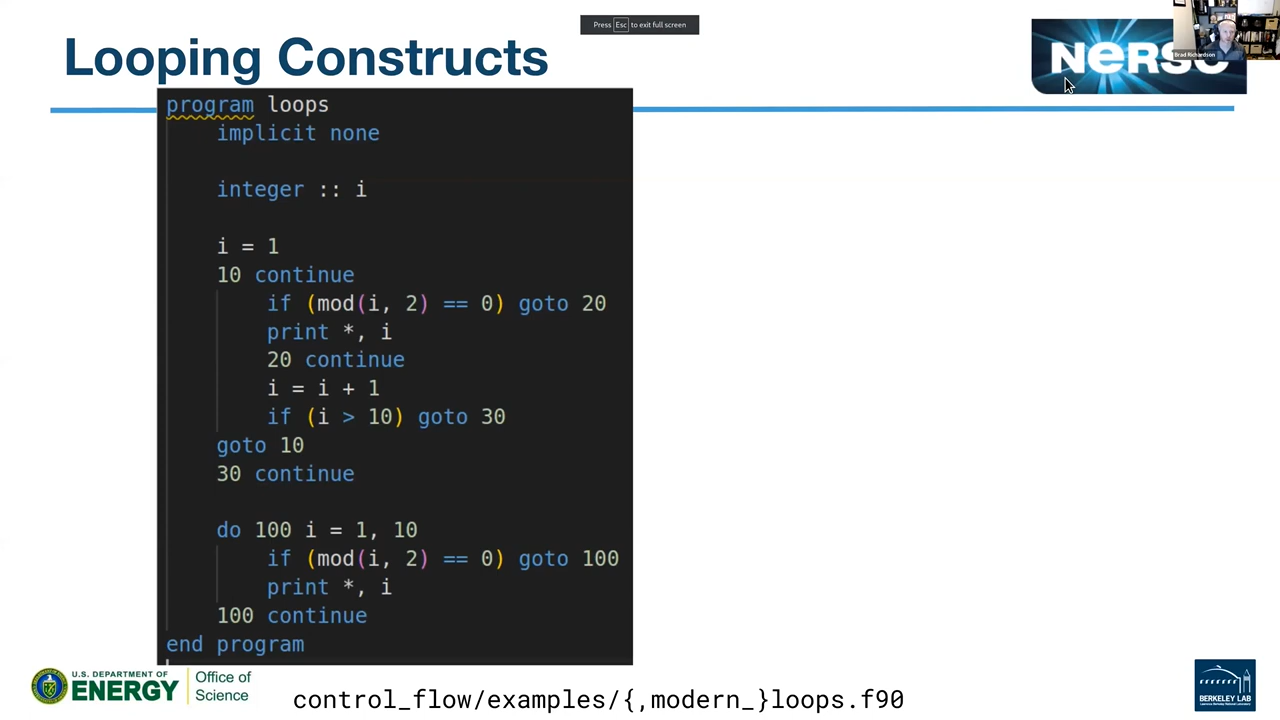 Press Esc to exit full screen
Looping Constructs
NERSC
Brad Richardson
program loops
    implicit none

    integer :: i

    i = 1
    10 continue
        if (mod(i, 2) == 0) goto 20
        print *, i
        20 continue
        i = i + 1
        if (i > 10) goto 30
    goto 10
    30 continue

    do 100 i = 1, 10
        if (mod(i, 2) == 0) goto 100
        print *, i
    100 continue
end program
U.S. DEPARTMENT OF
ENERGY
Office of
Science
control_flow/examples/{,modern_}loops.f90
BERKELEY LAB